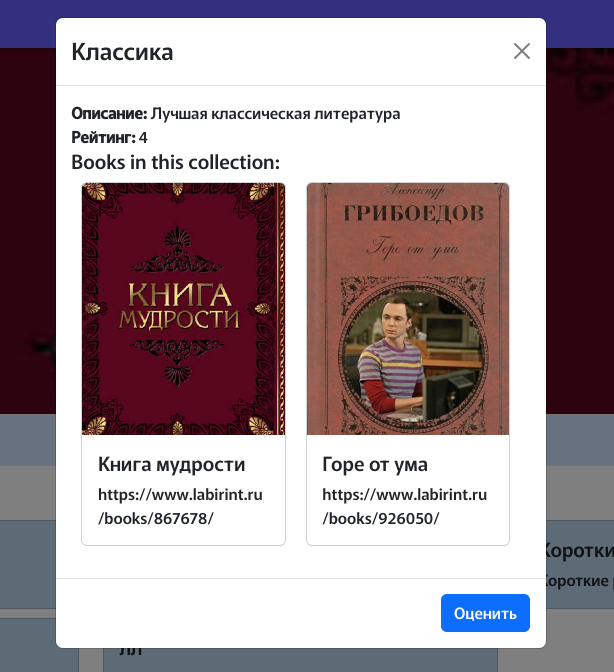 Классика
Описание: Лучшая классическая литература
Рейтинг: 4
Books in this collection:
КНИГА
МУДРОСТИ
Александр
ГРИБОЕДОВ
Горе от ума
Книга мудрости
https://www.labirint.ru
/books/867678/
Горе от ума
https://www.labirint.ru
/books/926050/
Коротки
Короткие
Оценить